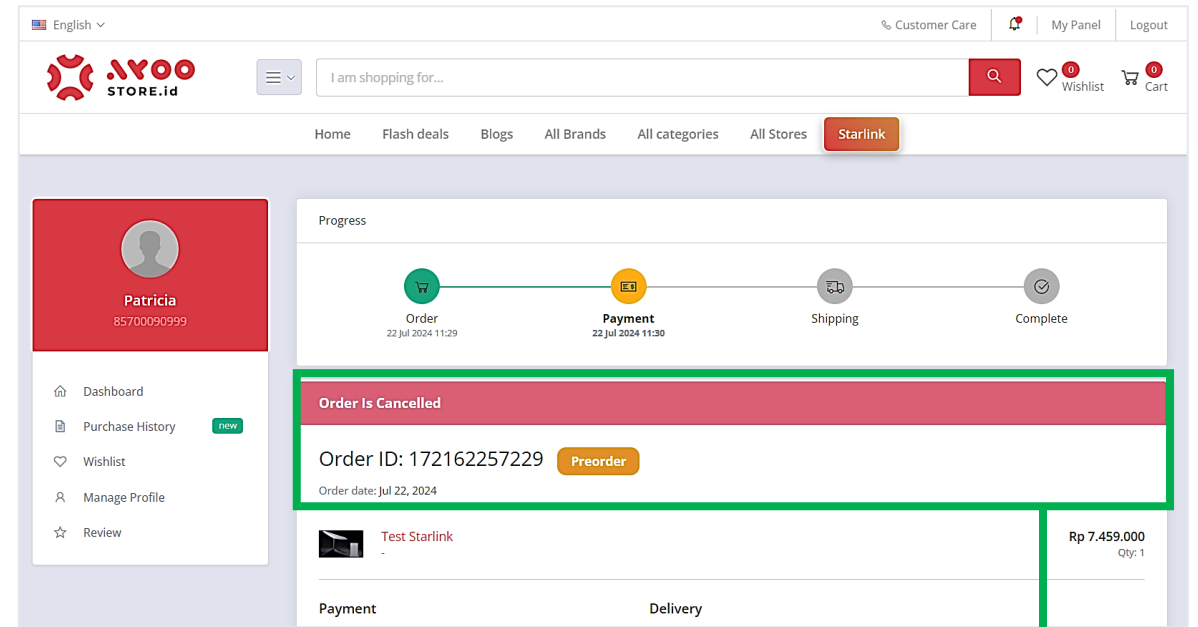 English
Customer Care
My Panel
Logout
AYOO
STORE.id
I am shopping for...
0
Wishlist
0
Cart
Home
Flash deals
Blogs
All Brands
All categories
All Stores
Starlink
Patricia
85700090999
Dashboard
Purchase History
new
Wishlist
Manage Profile
Review
Progress
Order
22 Jul 2024 11:29
Payment
22 Jul 2024 11:30
Shipping
Complete
Order Is Cancelled
Order ID: 172162257229
Preorder
Order date: Jul 22, 2024
Test Starlink
-
Rp 7.459.000
Qty: 1
Payment
Delivery